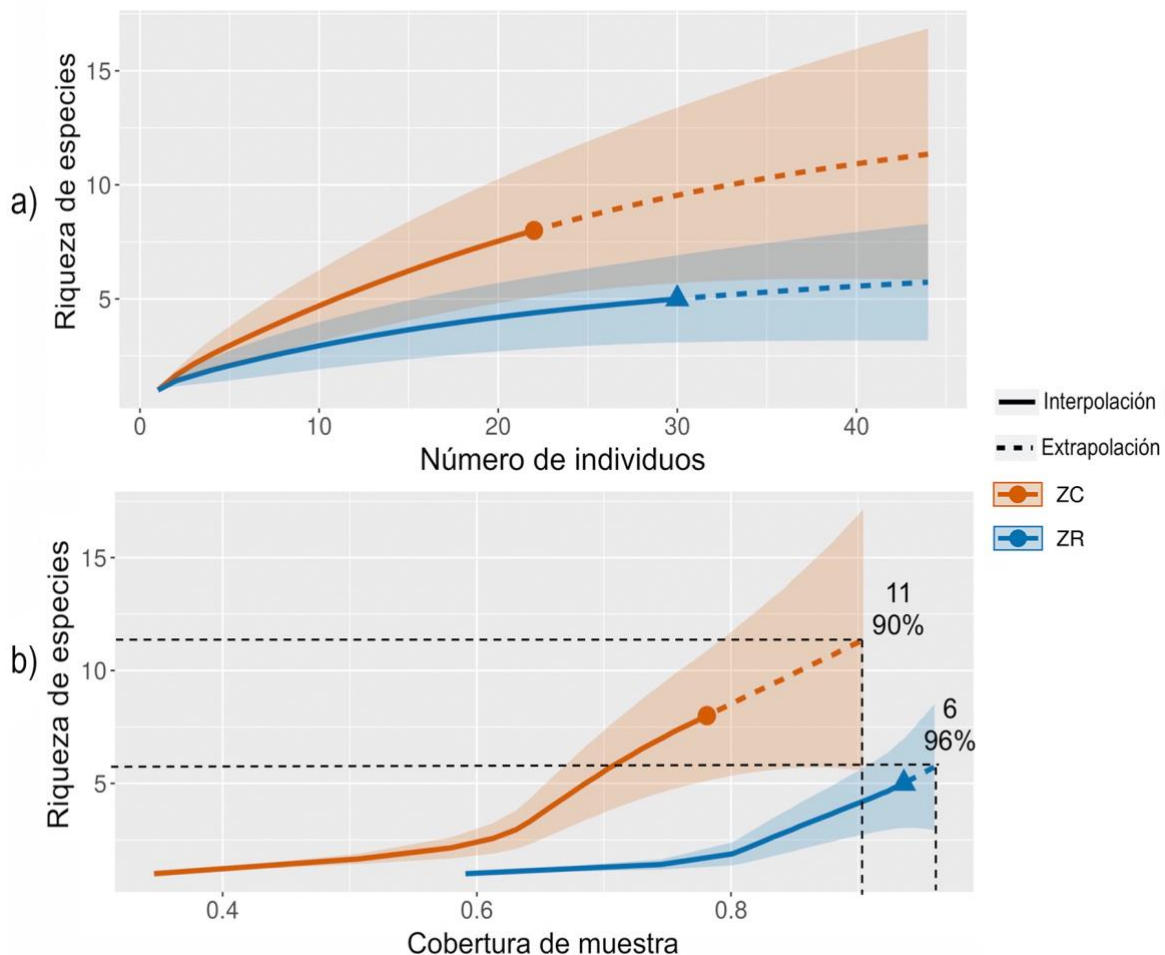 a)
Riqueza de especies
15
10
5
0 10 20 30 40
Número de individuos
Interpolación
Extrapolación
ZC
ZR
b)
Riqueza de especies
15
10
5
11
90%
6
96%
0.4 0.6 0.8
Cobertura de muestra